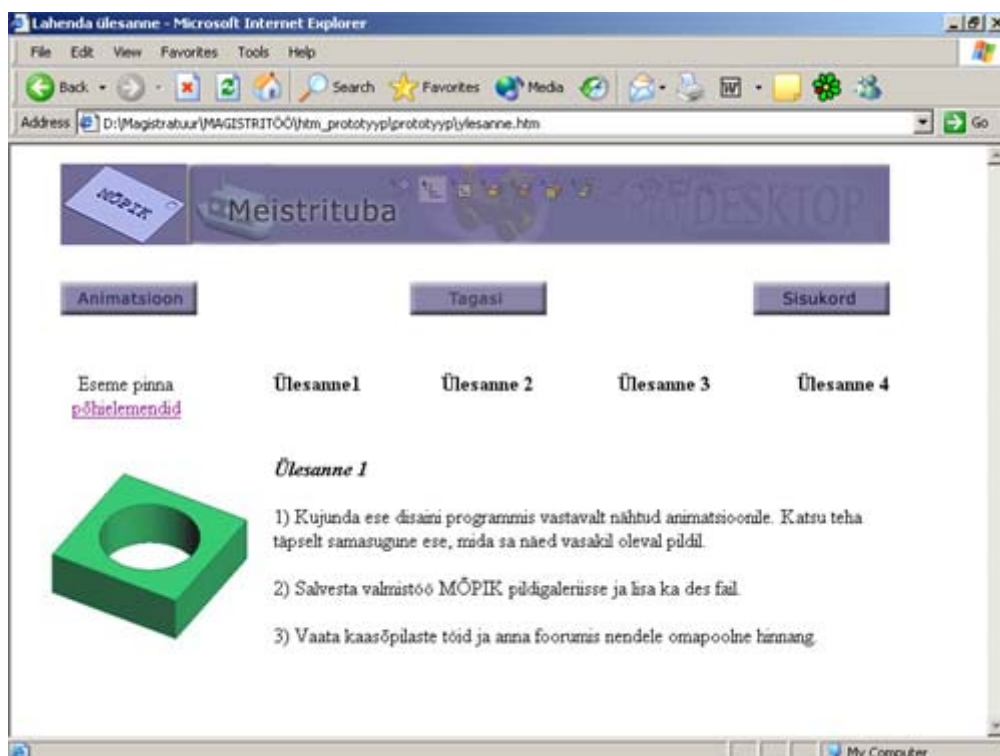 Lahenda ülesanne - Microsoft Internet Explorer
File Edit View Favorites Tools Help
Back Search Favorites Media
Address D:\Magistratuur\MAGISTRITÖÖ\htm_prototyyp\prototyyp\ylesanne.htm Go
MÕPIK Meistrituba DESKTOP
Animatsioon Tagasi Sisukord
Eseme pinna Ülesanne1 Ülesanne 2 Ülesanne 3 Ülesanne 4
põhielemendid
Ülesanne 1
1) Kujunda ese disaini programmis vastavalt nähtud animatsioonile. Katsu teha
täpselt samasugune ese, mida sa näed vasakil oleval pildil.
2) Salvesta valmistöö MÕPIK pildigaleriisse ja lisa ka des fail.
3) Vaata kaasõpilaste töid ja anna foorumis nendele omapoolne hinnang.
My Computer